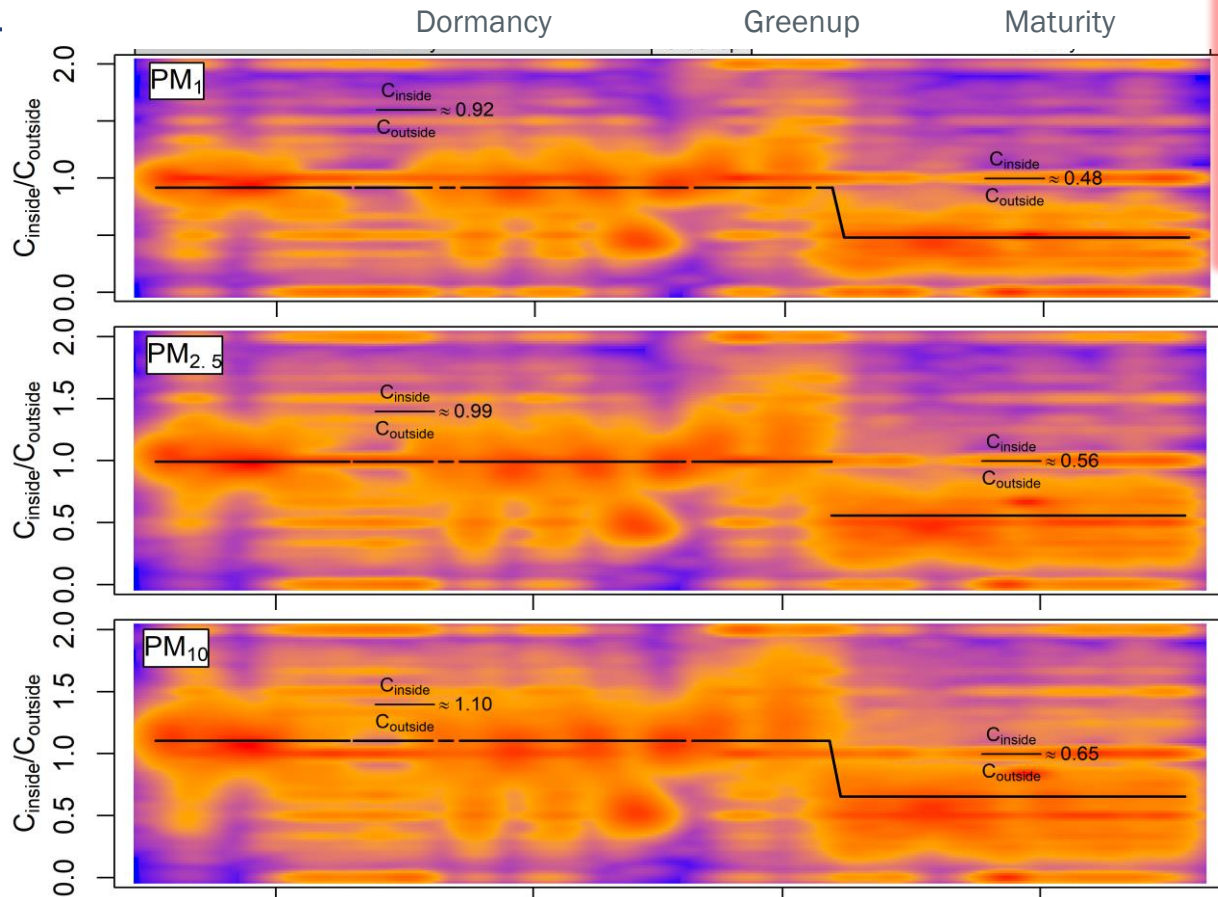 Dormancy Greenup Maturity
PM1
Cinside/Coutside
2.0
1.0
0.0
Cinside
Coutside
≈ 0.92
Cinside
Coutside
≈ 0.48
PM2. 5
Cinside/Coutside
2.0
1.5
1.0
0.5
0.0
Cinside
Coutside
≈ 0.99
Cinside
Coutside
≈ 0.56
PM10
Cinside/Coutside
2.0
1.5
1.0
0.5
0.0
Cinside
Coutside
≈ 1.10
Cinside
Coutside
≈ 0.65